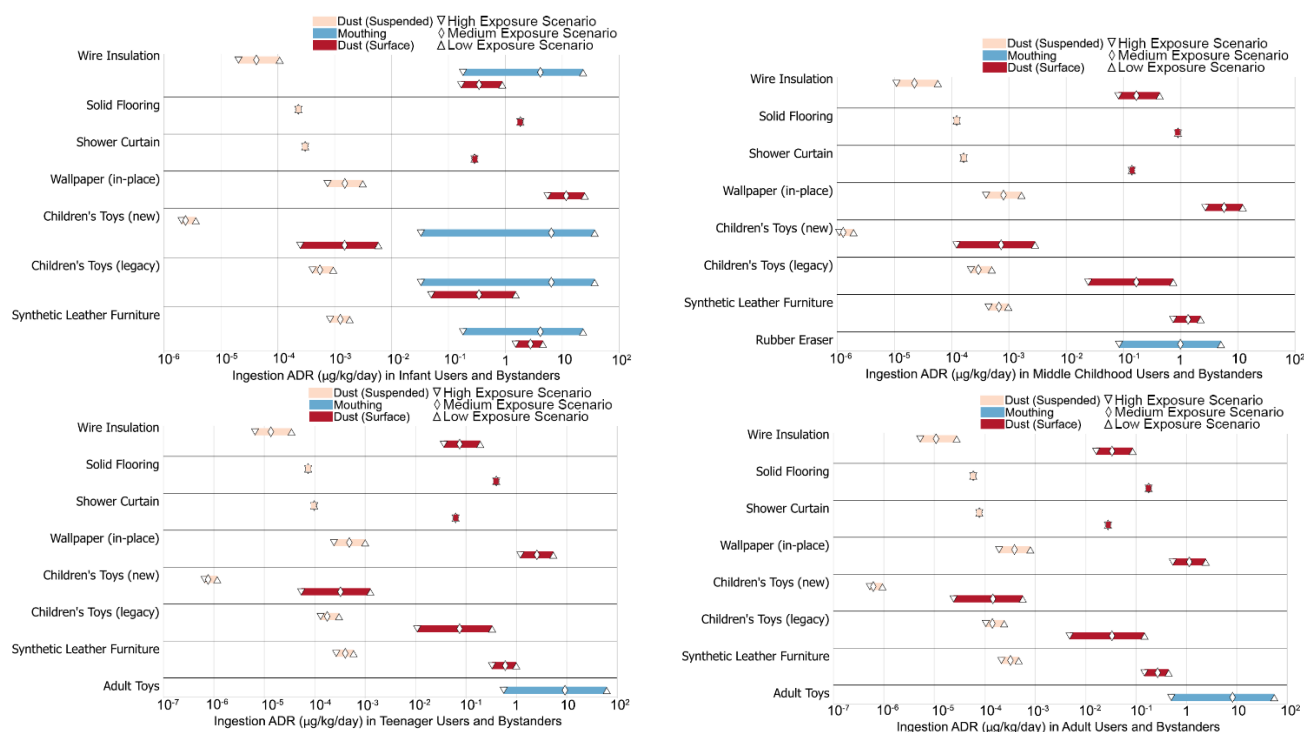 Dust (Suspended) High Exposure Scenario
Mouthing Medium Exposure Scenario
Dust (Surface) Low Exposure Scenario
Wire Insulation
Solid Flooring
Shower Curtain
Wallpaper (in-place)
Children's Toys (new)
Children's Toys (legacy)
Synthetic Leather Furniture
10⁻⁶ 10⁻⁵ 10⁻⁴ 10⁻³ 10⁻² 10⁻¹ 1 10 10²
Ingestion ADR (µg/kg/day) in Infant Users and Bystanders
Dust (Suspended) High Exposure Scenario
Mouthing Medium Exposure Scenario
Dust (Surface) Low Exposure Scenario
Wire Insulation
Solid Flooring
Shower Curtain
Wallpaper (in-place)
Children's Toys (new)
Children's Toys (legacy)
Synthetic Leather Furniture
Rubber Eraser
10⁻⁶ 10⁻⁵ 10⁻⁴ 10⁻³ 10⁻² 10⁻¹ 1 10 10²
Ingestion ADR (µg/kg/day) in Middle Childhood Users and Bystanders
Dust (Suspended) High Exposure Scenario
Mouthing Medium Exposure Scenario
Dust (Surface) Low Exposure Scenario
Wire Insulation
Solid Flooring
Shower Curtain
Wallpaper (in-place)
Children's Toys (new)
Children's Toys (legacy)
Synthetic Leather Furniture
Adult Toys
10⁻⁷ 10⁻⁶ 10⁻⁵ 10⁻⁴ 10⁻³ 10⁻² 10⁻¹ 1 10 10²
Ingestion ADR (µg/kg/day) in Teenager Users and Bystanders
Dust (Suspended) High Exposure Scenario
Mouthing Medium Exposure Scenario
Dust (Surface) Low Exposure Scenario
Wire Insulation
Solid Flooring
Shower Curtain
Wallpaper (in-place)
Children's Toys (new)
Children's Toys (legacy)
Synthetic Leather Furniture
Adult Toys
10⁻⁷ 10⁻⁶ 10⁻⁵ 10⁻⁴ 10⁻³ 10⁻² 10⁻¹ 1 10 10²
Ingestion ADR (µg/kg/day) in Adult Users and Bystanders